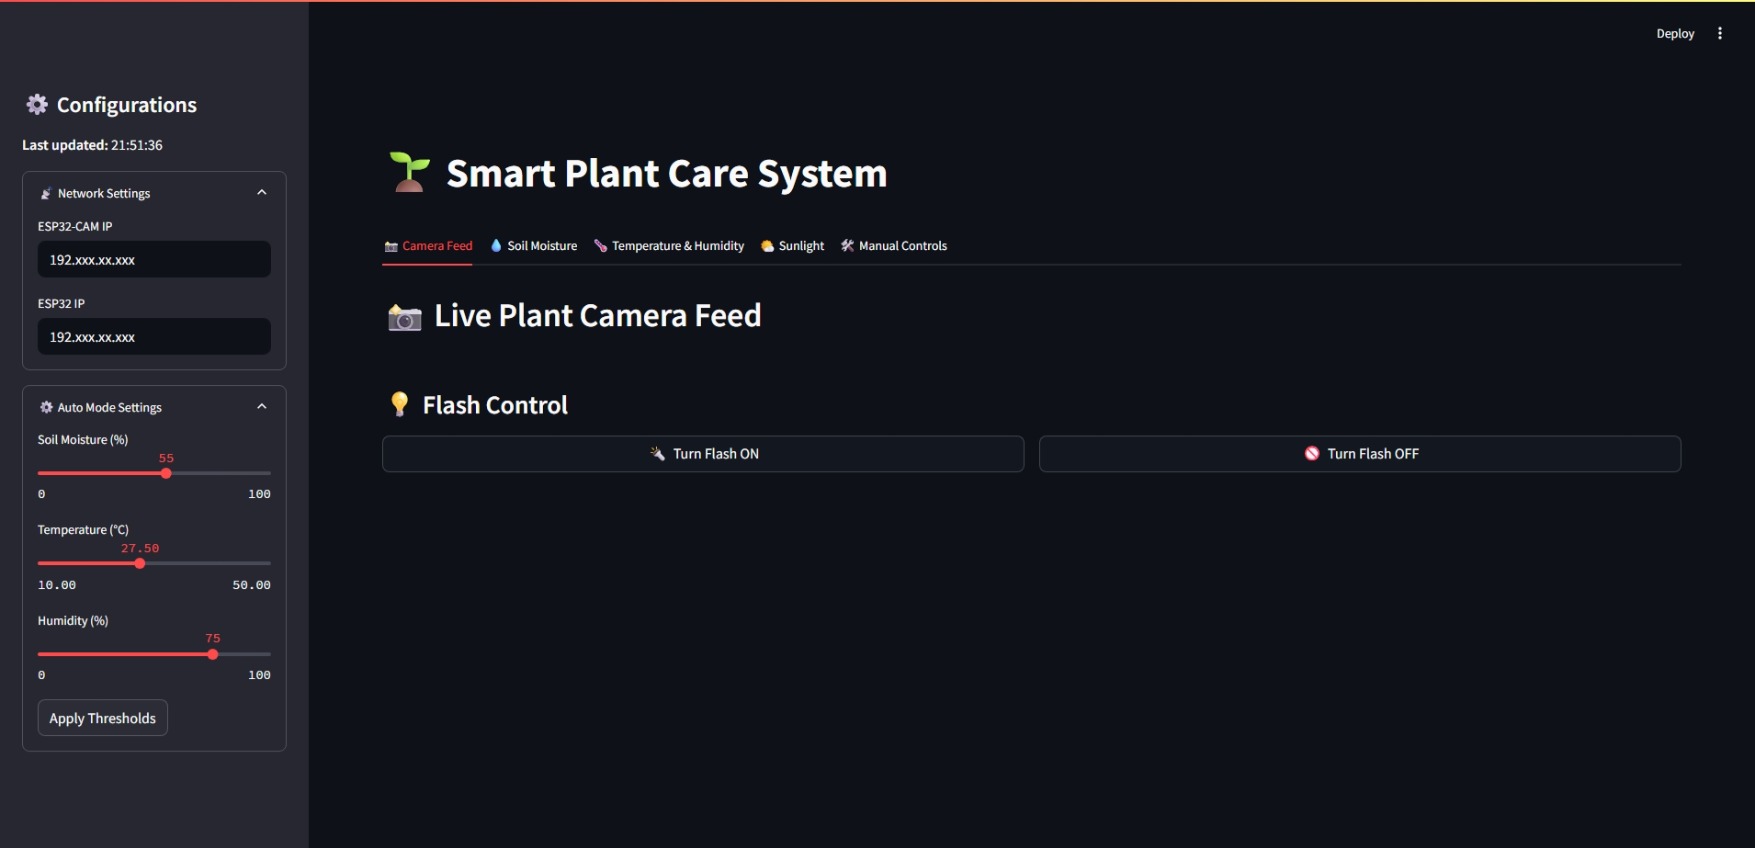 Deploy
Configurations
Last updated: 21:51:36
Network Settings
ESP32-CAM IP
192.xxx.xx.xxx
ESP32 IP
192.xxx.xx.xxx
Auto Mode Settings
Soil Moisture (%)
55
0 100
Temperature (°C)
27.50
10.00 50.00
Humidity (%)
75
0 100
Apply Thresholds
Smart Plant Care System
Camera Feed Soil Moisture Temperature & Humidity Sunlight Manual Controls
Live Plant Camera Feed
Flash Control
Turn Flash ON Turn Flash OFF